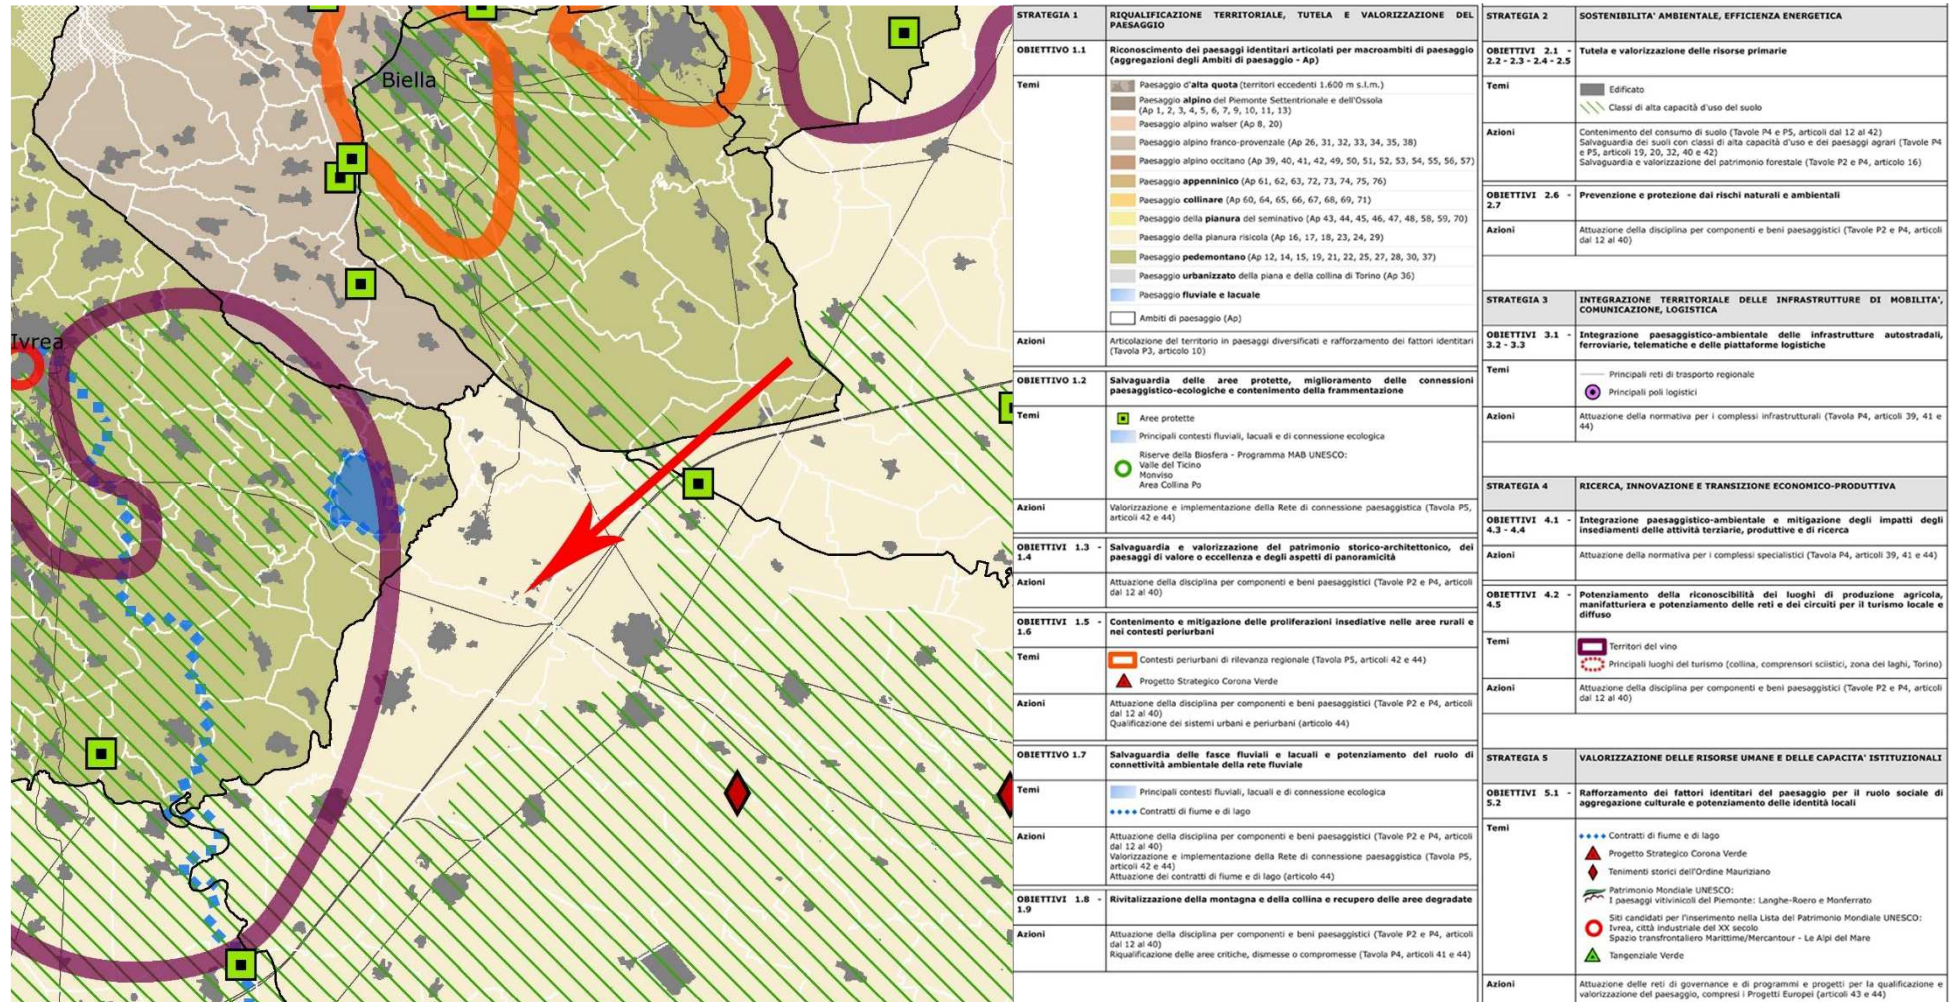 Biella
Ivrea
STRATEGIA 1
RIQUALIFICAZIONE TERRITORIALE, TUTELA E VALORIZZAZIONE DEL
PAESAGGIO
OBIETTIVO 1.1
Riconoscimento dei paesaggi identitari articolati per macroambiti di paesaggio
(aggregazioni degli Ambiti di paesaggio - Ap)
Temi
Paesaggio d'alta quota (territori eccedenti 1.600 m s.l.m.)
Paesaggio alpino del Piemonte Settentrionale e dell'Ossola
(Ap 1, 2, 3, 4, 5, 6, 7, 9, 10, 11, 13)
Paesaggio alpino walser (Ap 8, 20)
Paesaggio alpino franco-provenzale (Ap 26, 31, 32, 33, 34, 35, 38)
Paesaggio alpino occitano (Ap 39, 40, 41, 42, 49, 50, 51, 52, 53, 54, 55, 56, 57)
Paesaggio appenninico (Ap 61, 62, 63, 72, 73, 74, 75, 76)
Paesaggio collinare (Ap 60, 64, 65, 66, 67, 68, 69, 71)
Paesaggio della pianura del seminativo (Ap 43, 44, 45, 46, 47, 48, 58, 59, 70)
Paesaggio della pianura risicola (Ap 16, 17, 18, 23, 24, 29)
Paesaggio pedemontano (Ap 12, 14, 15, 19, 21, 22, 25, 27, 28, 30, 37)
Paesaggio urbanizzato della piana e della collina di Torino (Ap 36)
Paesaggio fluviale e lacuale
Ambiti di paesaggio (Ap)
Azioni
Articolazione del territorio in paesaggi diversificati e rafforzamento dei fattori identitari
(Tavola P3, articolo 10)
OBIETTIVO 1.2
Salvaguardia delle aree protette, miglioramento delle connessioni
paesaggistico-ecologiche e contenimento della frammentazione
Temi
Aree protette
Principali contesti fluviali, lacuali e di connessione ecologica
Riserve della Biosfera - Programma MAB UNESCO:
Valle del Ticino
Monviso
Area Collina Po
Azioni
Valorizzazione e implementazione della Rete di connessione paesaggistica (Tavola P5,
articoli 42 e 44)
OBIETTIVI 1.3 -
1.4
Salvaguardia e valorizzazione del patrimonio storico-architettonico, dei
paesaggi di valore o eccellenza e degli aspetti di panoramicità
Azioni
Attuazione della disciplina per componenti e beni paesaggistici (Tavole P2 e P4, articoli
dal 12 al 40)
OBIETTIVI 1.5 -
1.6
Contenimento e mitigazione delle proliferazioni insediative nelle aree rurali e
nei contesti periurbani
Temi
Contesti periurbani di rilevanza regionale (Tavola P5, articoli 42 e 44)
Progetto Strategico Corona Verde
Azioni
Attuazione della disciplina per componenti e beni paesaggistici (Tavole P2 e P4, articoli
dal 12 al 40)
Qualificazione dei sistemi urbani e periurbani (articolo 44)
OBIETTIVO 1.7
Salvaguardia delle fasce fluviali e lacuali e potenziamento del ruolo di
connettività ambientale della rete fluviale
Temi
Principali contesti fluviali, lacuali e di connessione ecologica
Contratti di fiume e di lago
Azioni
Attuazione della disciplina per componenti e beni paesaggistici (Tavole P2 e P4, articoli
dal 12 al 40)
Valorizzazione e implementazione della Rete di connessione paesaggistica (Tavola P5,
articoli 42 e 44)
Attuazione dei contratti di fiume e di lago (articolo 44)
OBIETTIVI 1.8 -
1.9
Rivitalizzazione della montagna e della collina e recupero delle aree degradate
Azioni
Attuazione della disciplina per componenti e beni paesaggistici (Tavole P2 e P4, articoli
dal 12 al 40)
Riqualificazione delle aree critiche, dismesse o compromesse (Tavola P4, articoli 41 e 44)
STRATEGIA 2
SOSTENIBILITA' AMBIENTALE, EFFICIENZA ENERGETICA
OBIETTIVI 2.1 -
2.2 - 2.3 - 2.4 - 2.5
Tutela e valorizzazione delle risorse primarie
Temi
Edificato
Classi di alta capacità d'uso del suolo
Azioni
Contenimento del consumo di suolo (Tavole P4 e P5, articoli dal 12 al 42)
Salvaguardia dei suoli con classi di alta capacità d'uso e dei paesaggi agrari (Tavole P4
e P5, articoli 19, 20, 32, 40 e 42)
Salvaguardia e valorizzazione del patrimonio forestale (Tavole P2 e P4, articolo 16)
OBIETTIVI 2.6 -
2.7
Prevenzione e protezione dai rischi naturali e ambientali
Azioni
Attuazione della disciplina per componenti e beni paesaggistici (Tavole P2 e P4, articoli
dal 12 al 40)
STRATEGIA 3
INTEGRAZIONE TERRITORIALE DELLE INFRASTRUTTURE DI MOBILITA',
COMUNICAZIONE, LOGISTICA
OBIETTIVI 3.1 -
3.2 - 3.3
Integrazione paesaggistico-ambientale delle infrastrutture autostradali,
ferroviarie, telematiche e delle piattaforme logistiche
Temi
Principali reti di trasporto regionale
Principali poli logistici
Azioni
Attuazione della normativa per i complessi infrastrutturali (Tavola P4, articoli 39, 41 e
44)
STRATEGIA 4
RICERCA, INNOVAZIONE E TRANSIZIONE ECONOMICO-PRODUTTIVA
OBIETTIVI 4.1 -
4.3 - 4.4
Integrazione paesaggistico-ambientale e mitigazione degli impatti degli
insediamenti delle attività terziarie, produttive e di ricerca
Azioni
Attuazione della normativa per i complessi specialistici (Tavola P4, articoli 39, 41 e 44)
OBIETTIVI 4.2 -
4.5
Potenziamento della riconoscibilità dei luoghi di produzione agricola,
manifatturiera e potenziamento delle reti e dei circuiti per il turismo locale e
diffuso
Temi
Territori del vino
Principali luoghi del turismo (collina, comprensori sciistici, zona dei laghi, Torino)
Azioni
Attuazione della disciplina per componenti e beni paesaggistici (Tavole P2 e P4, articoli
dal 12 al 40)
STRATEGIA 5
VALORIZZAZIONE DELLE RISORSE UMANE E DELLE CAPACITA' ISTITUZIONALI
OBIETTIVI 5.1 -
5.2
Rafforzamento dei fattori identitari del paesaggio per il ruolo sociale di
aggregazione culturale e potenziamento delle identità locali
Temi
Contratti di fiume e di lago
Progetto Strategico Corona Verde
Tenimenti storici dell'Ordine Mauriziano
Patrimonio Mondiale UNESCO:
I paesaggi vitivinicoli del Piemonte: Langhe-Roero e Monferrato
Siti candidati per l'inserimento nella Lista del Patrimonio Mondiale UNESCO:
Ivrea, città industriale del XX secolo
Spazio transfrontaliero Marittime/Mercantour - Le Alpi del Mare
Tangenziale Verde
Azioni
Attuazione delle reti di governance e di programmi e progetti per la qualificazione e
valorizzazione del paesaggio, compresi i Progetti Europei (articoli 43 e 44)